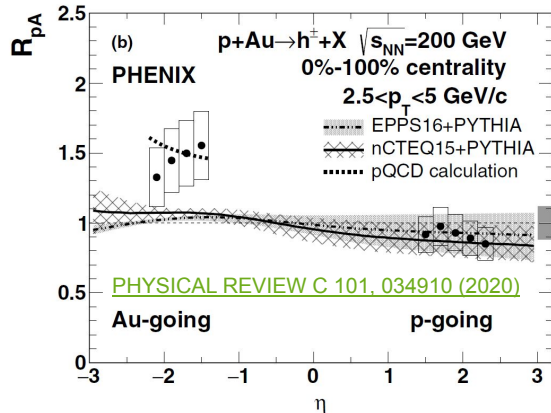 2.5
2
1.5
1
0.5
0
R_pA
(b)
p+Au→h^±+X √s_NN=200 GeV
PHENIX
0%-100% centrality
2.5<p_T<5 GeV/c
EPPS16+PYTHIA
nCTEQ15+PYTHIA
pQCD calculation
PHYSICAL REVIEW C 101, 034910 (2020)
Au-going
p-going
−3 −2 −1 0 1 2 3
η